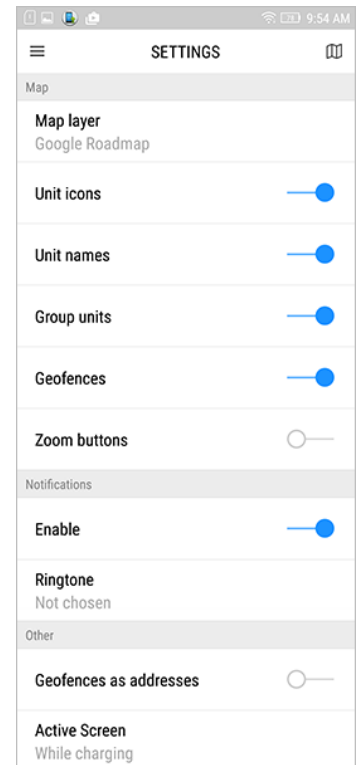 78 9:54 AM
SETTINGS
Map
Map layer
Google Roadmap
Unit icons
Unit names
Group units
Geofences
Zoom buttons
Notifications
Enable
Ringtone
Not chosen
Other
Geofences as addresses
Active Screen
While charging